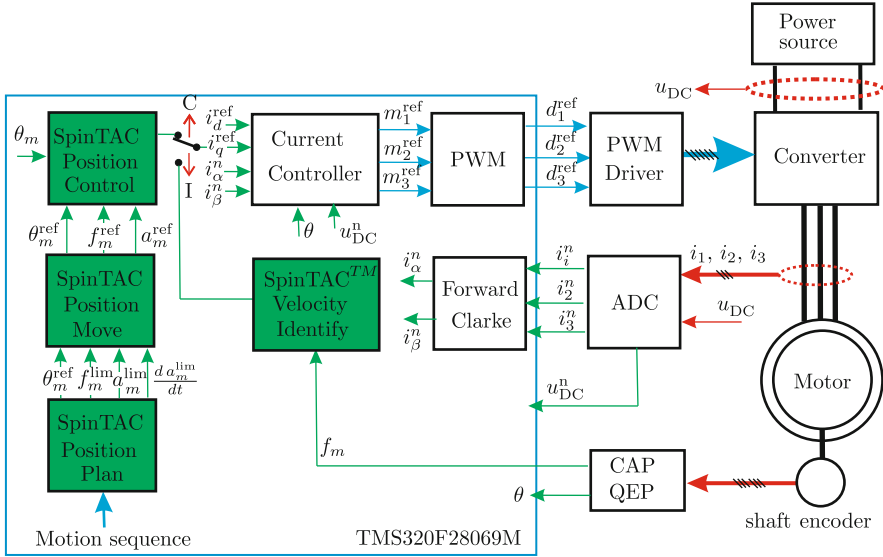 Power
source
u_DC
C
θ_m
SpinTAC
Position
Control
i_d^ref
i_q^ref
i_α^n
i_β^n
I
Current
Controller
m_1^ref
m_2^ref
m_3^ref
PWM
d_1^ref
d_2^ref
d_3^ref
PWM
Driver
Converter
θ_m^ref
f_m^ref
a_m^ref
θ
u_DC^n
SpinTAC
Position
Move
SpinTAC^TM
Velocity
Identify
i_α^n
i_β^n
Forward
Clarke
i_i^n
i_2^n
i_3^n
ADC
i_1, i_2, i_3
u_DC
Motor
θ_m^ref
f_m^lim
a_m^lim
d a_m^lim / dt
u_DC^n
SpinTAC
Position
Plan
f_m
θ
CAP
QEP
shaft encoder
Motion sequence
TMS320F28069M